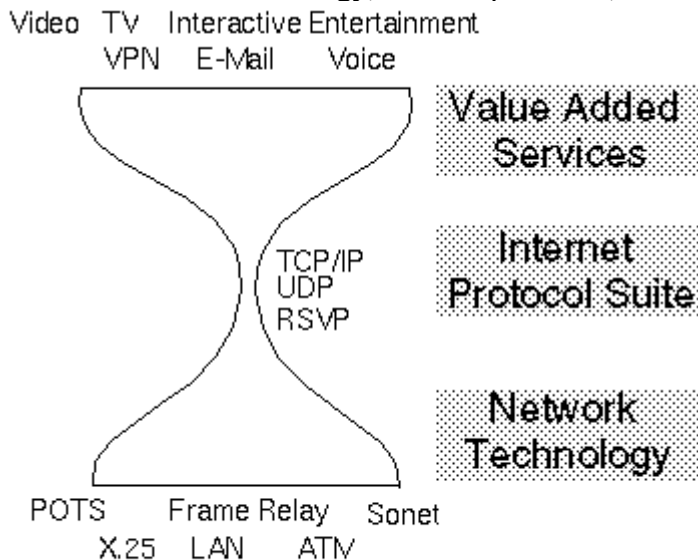 Video TV Interactive Entertainment
VPN E-Mail Voice
Value Added
Services
TCP/IP
UDP
RSVP
Internet
Protocol Suite
Network
Technology
POTS Frame Relay Sonet
X.25 LAN ATM